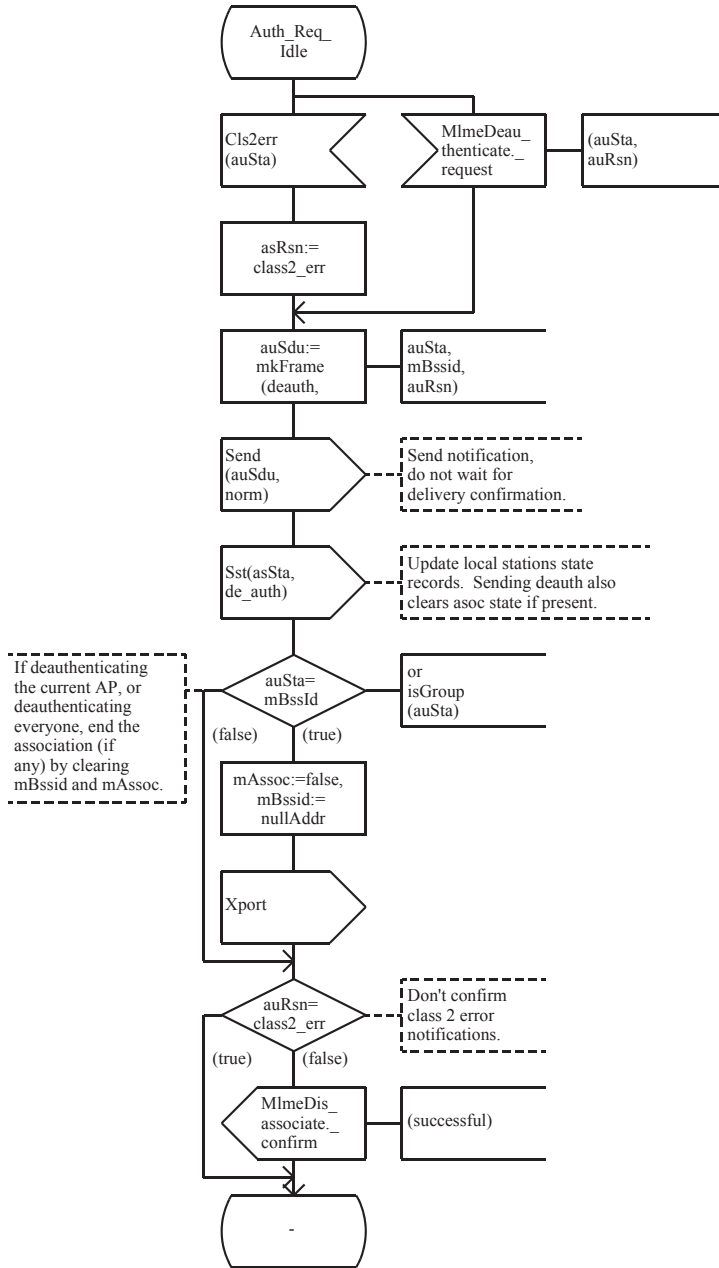 Auth_Req_
Idle
Cls2err
(auSta)
MlmeDeau_
thenticate._
request
(auSta,
auRsn)
asRsn:=
class2_err
auSdu:=
mkFrame
(deauth,
auSta,
mBssid,
auRsn)
Send
(auSdu,
norm)
Send notification,
do not wait for
delivery confirmation.
Sst(asSta,
de_auth)
Update local stations state
records.  Sending deauth also
clears asoc state if present.
If deauthenticating
the current AP, or
deauthenticating
everyone, end the
association (if
any) by clearing
mBssid and mAssoc.
auSta=
mBssId
or
isGroup
(auSta)
(false)
(true)
mAssoc:=false,
mBssid:=
nullAddr
Xport
auRsn=
class2_err
Don't confirm
class 2 error
notifications.
(true)
(false)
MlmeDis_
associate._
confirm
(successful)
-